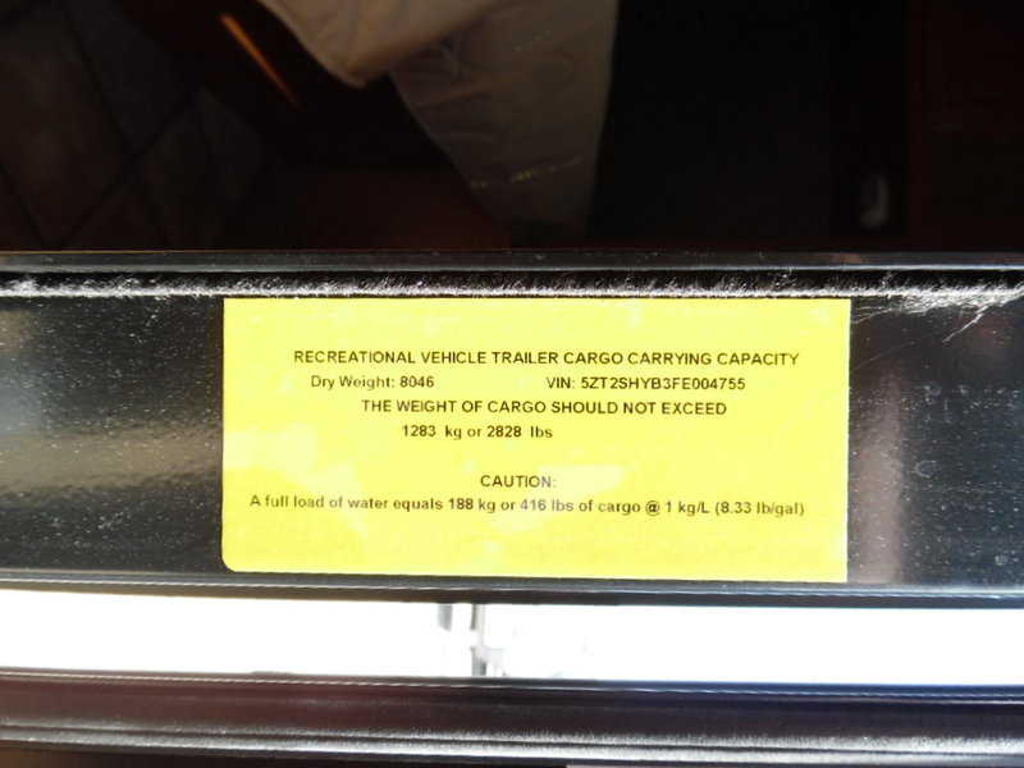 RECREATIONAL VEHICLE TRAILER CARGO CARRYING CAPACITY
Dry Weight: 8046 VIN: 5ZT2SHYB3FE004755
THE WEIGHT OF CARGO SHOULD NOT EXCEED
1283 kg or 2828 lbs
CAUTION:
A full load of water equals 188 kg or 416 lbs of cargo @ 1 kg/L (8.33 lb/gal)